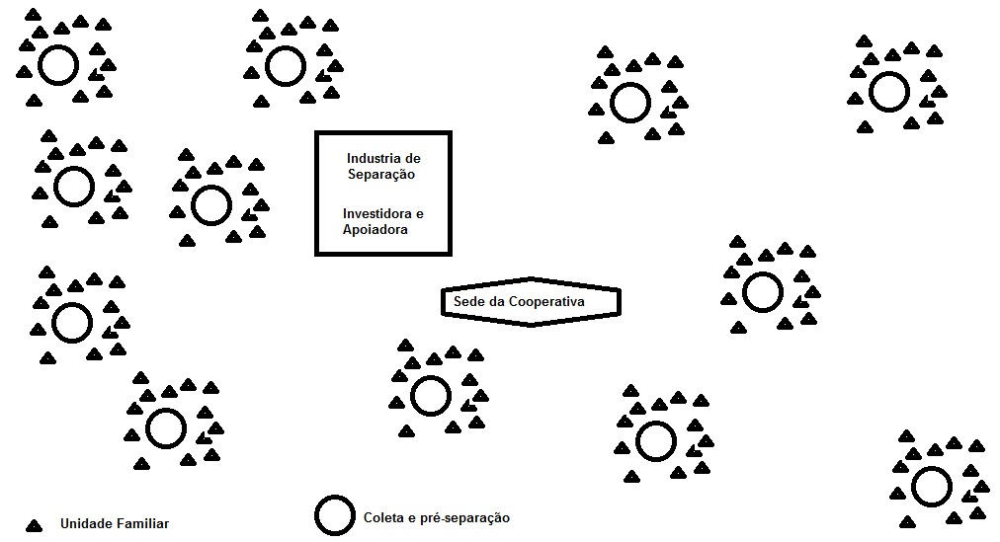 Industria de
Separação
Investidora e
Apoiadora
Sede da Cooperativa
Unidade Familiar
Coleta e pré-separação